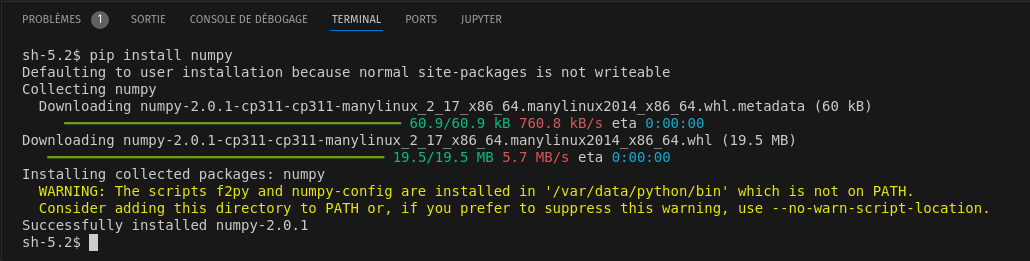 PROBLÈMES 1 SORTIE CONSOLE DE DÉBOGAGE TERMINAL PORTS JUPYTER
sh-5.2$ pip install numpy
Defaulting to user installation because normal site-packages is not writeable
Collecting numpy
  Downloading numpy-2.0.1-cp311-cp311-manylinux_2_17_x86_64.manylinux2014_x86_64.whl.metadata (60 kB)
60.9/60.9 kB 760.8 kB/s eta 0:00:00
Downloading numpy-2.0.1-cp311-cp311-manylinux_2_17_x86_64.manylinux2014_x86_64.whl (19.5 MB)
19.5/19.5 MB 5.7 MB/s eta 0:00:00
Installing collected packages: numpy
  WARNING: The scripts f2py and numpy-config are installed in '/var/data/python/bin' which is not on PATH.
  Consider adding this directory to PATH or, if you prefer to suppress this warning, use --no-warn-script-location.
Successfully installed numpy-2.0.1
sh-5.2$